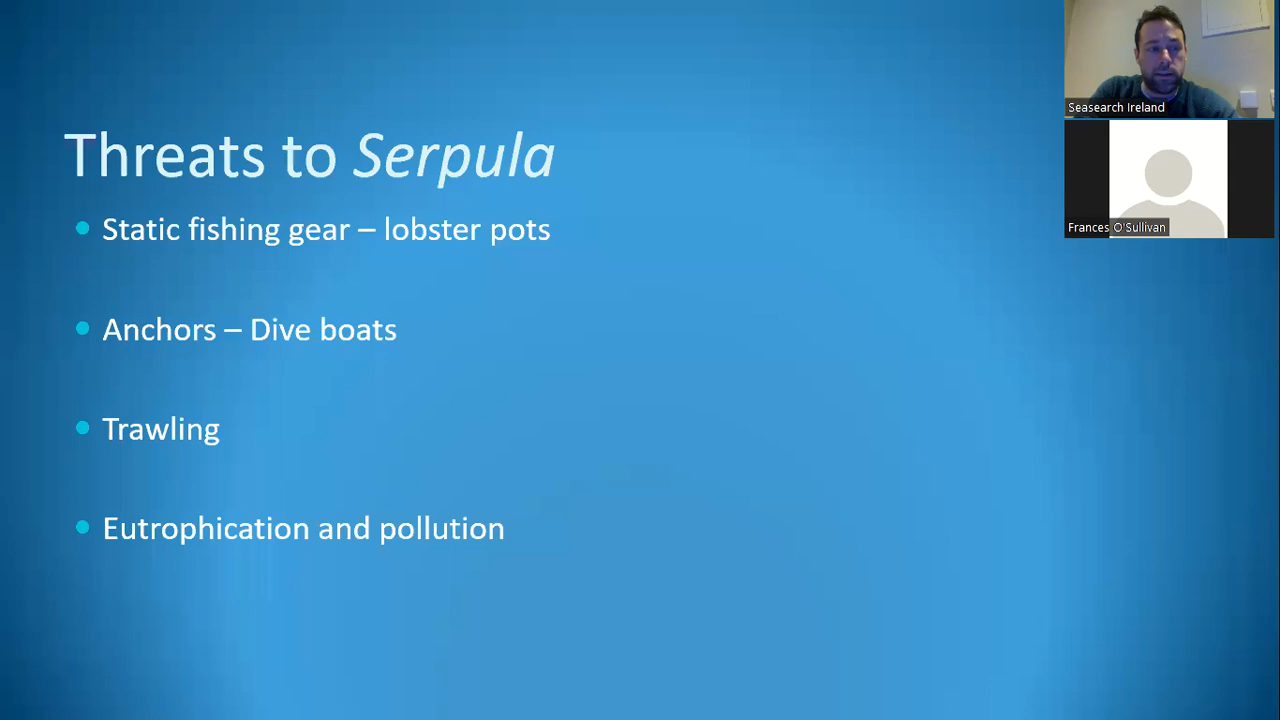 Threats to Serpula
Static fishing gear – lobster pots
Anchors – Dive boats
Trawling
Eutrophication and pollution
Seasearch Ireland
Frances O'Sullivan